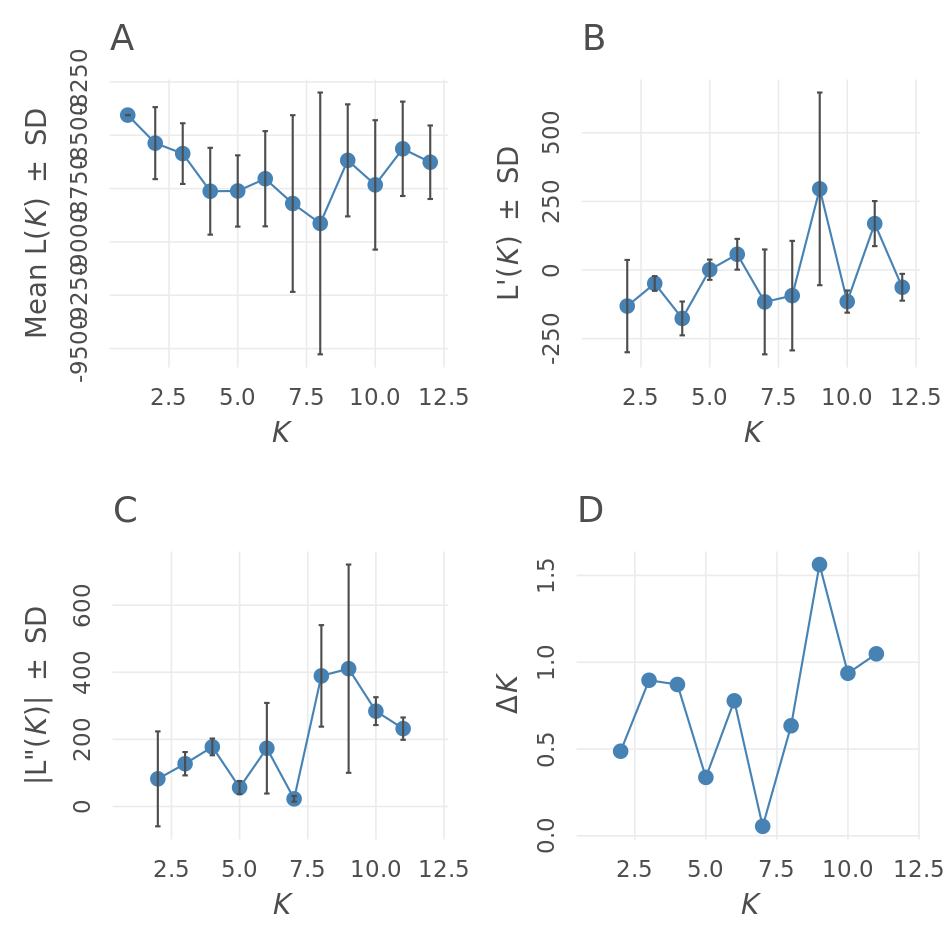 A
Mean L(K) ± SD
-9500
-9250
-9000
-8750
-8500
-8250
2.5 5.0 7.5 10.0 12.5
K
B
L'(K) ± SD
-250
0
250
500
2.5 5.0 7.5 10.0 12.5
K
C
|L"(K)| ± SD
0
200
400
600
2.5 5.0 7.5 10.0 12.5
K
D
ΔK
0.0
0.5
1.0
1.5
2.5 5.0 7.5 10.0 12.5
K